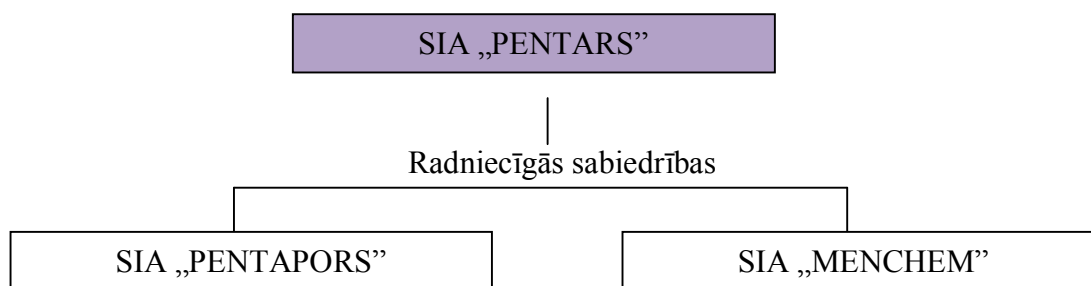 SIA „PENTARS”
Radniecīgās sabiedrības
SIA „PENTAPORS”
SIA „MENCHEM”